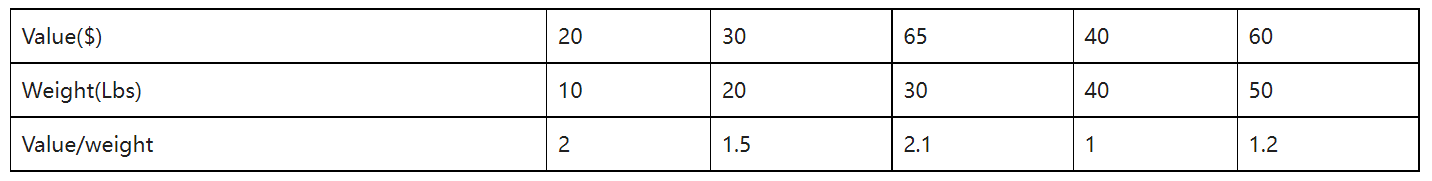 Value($) 20 30 65 40 60
Weight(Lbs) 10 20 30 40 50
Value/weight 2 1.5 2.1 1 1.2